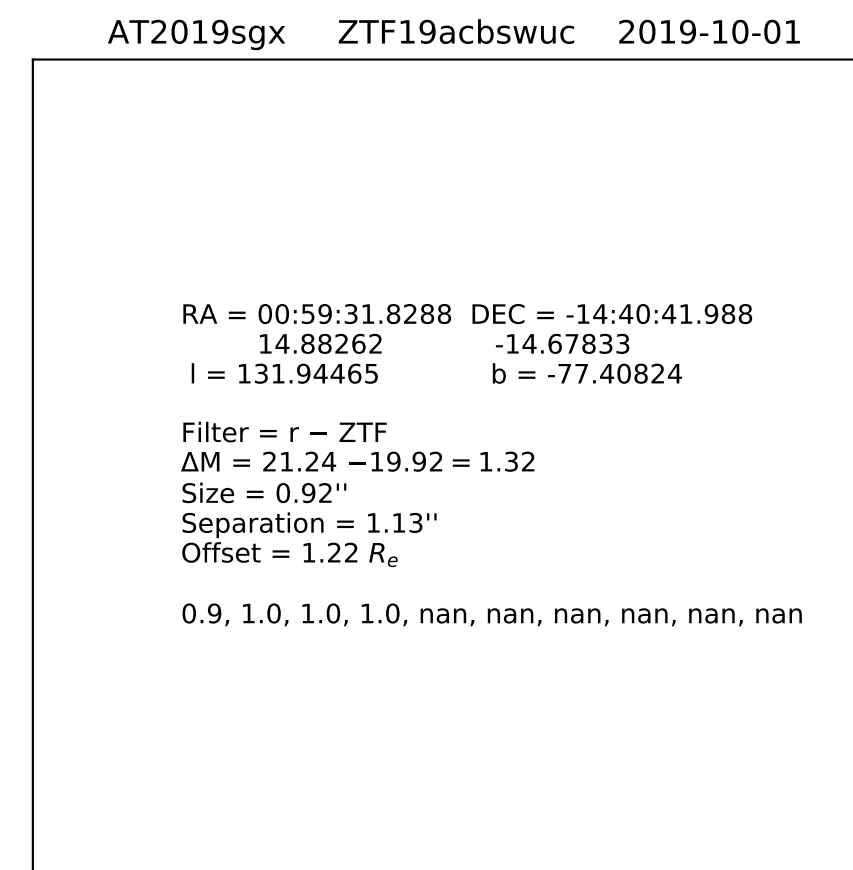 AT2019sgx ZTF19acbswuc 2019-10-01
RA = 00:59:31.8288 DEC = -14:40:41.988
14.88262 -14.67833
l = 131.94465 b = -77.40824
Filter = r − ZTF
ΔM = 21.24 −19.92 = 1.32
Size = 0.92''
Separation = 1.13''
Offset = 1.22 Rₑ
0.9, 1.0, 1.0, 1.0, nan, nan, nan, nan, nan, nan